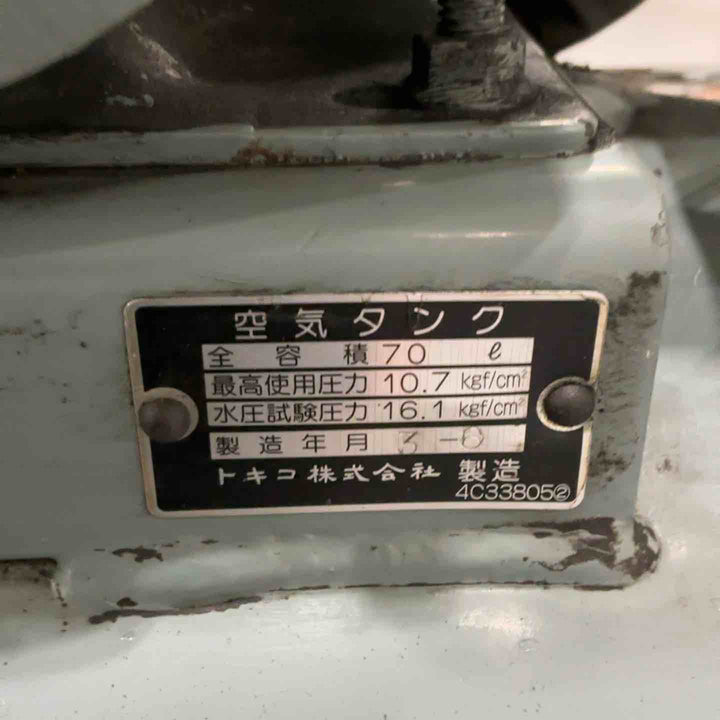 空気タンク
全容積 70 ℓ
最高使用圧力 10.7 kgf/cm²
水圧試験圧力 16.1 kgf/cm²
製造年月 3-6
トキコ株式会社 製造
4C33805②